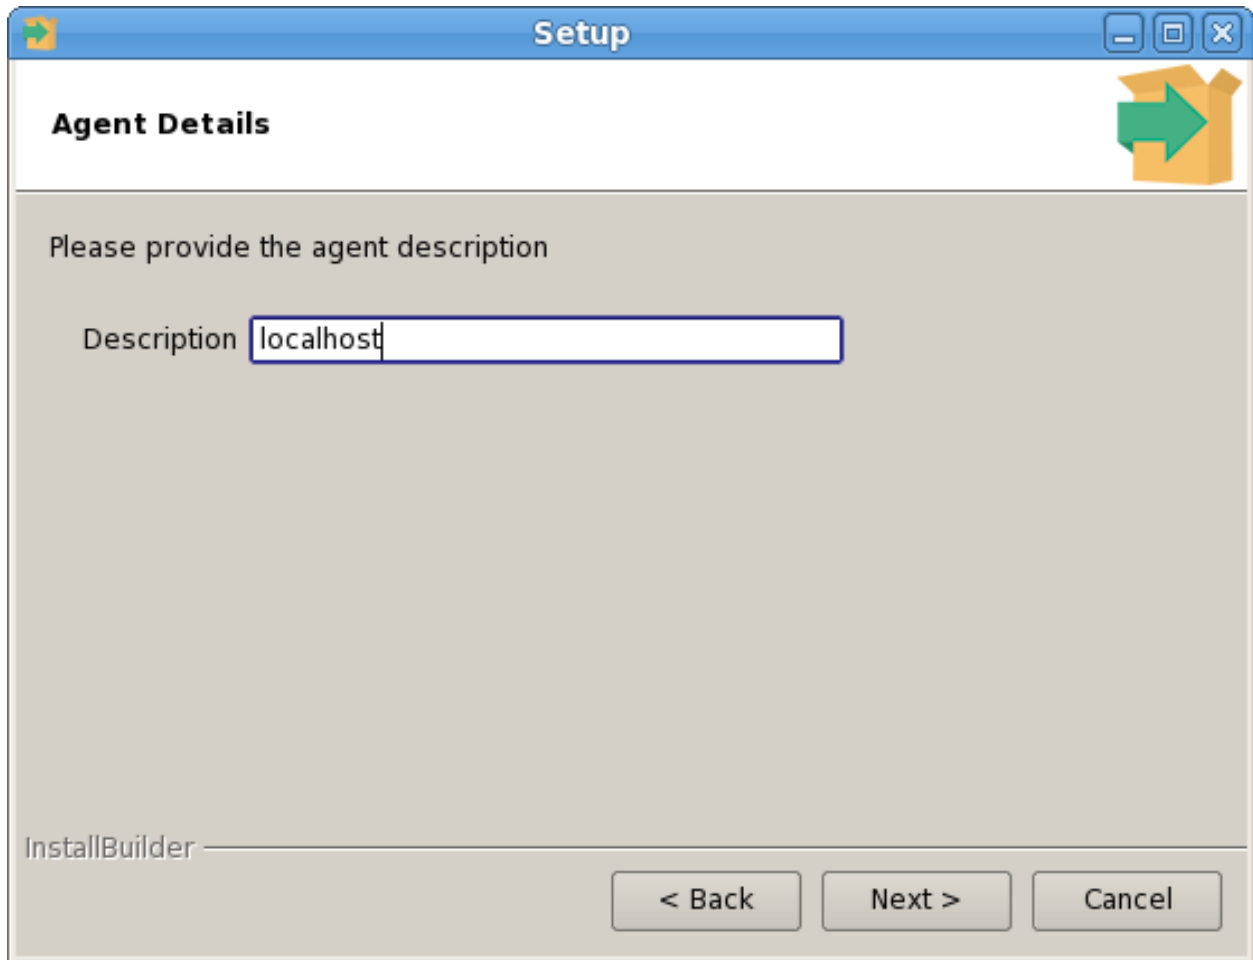 Setup
Agent Details
Please provide the agent description
Description localhost
InstallBuilder
< Back Next > Cancel